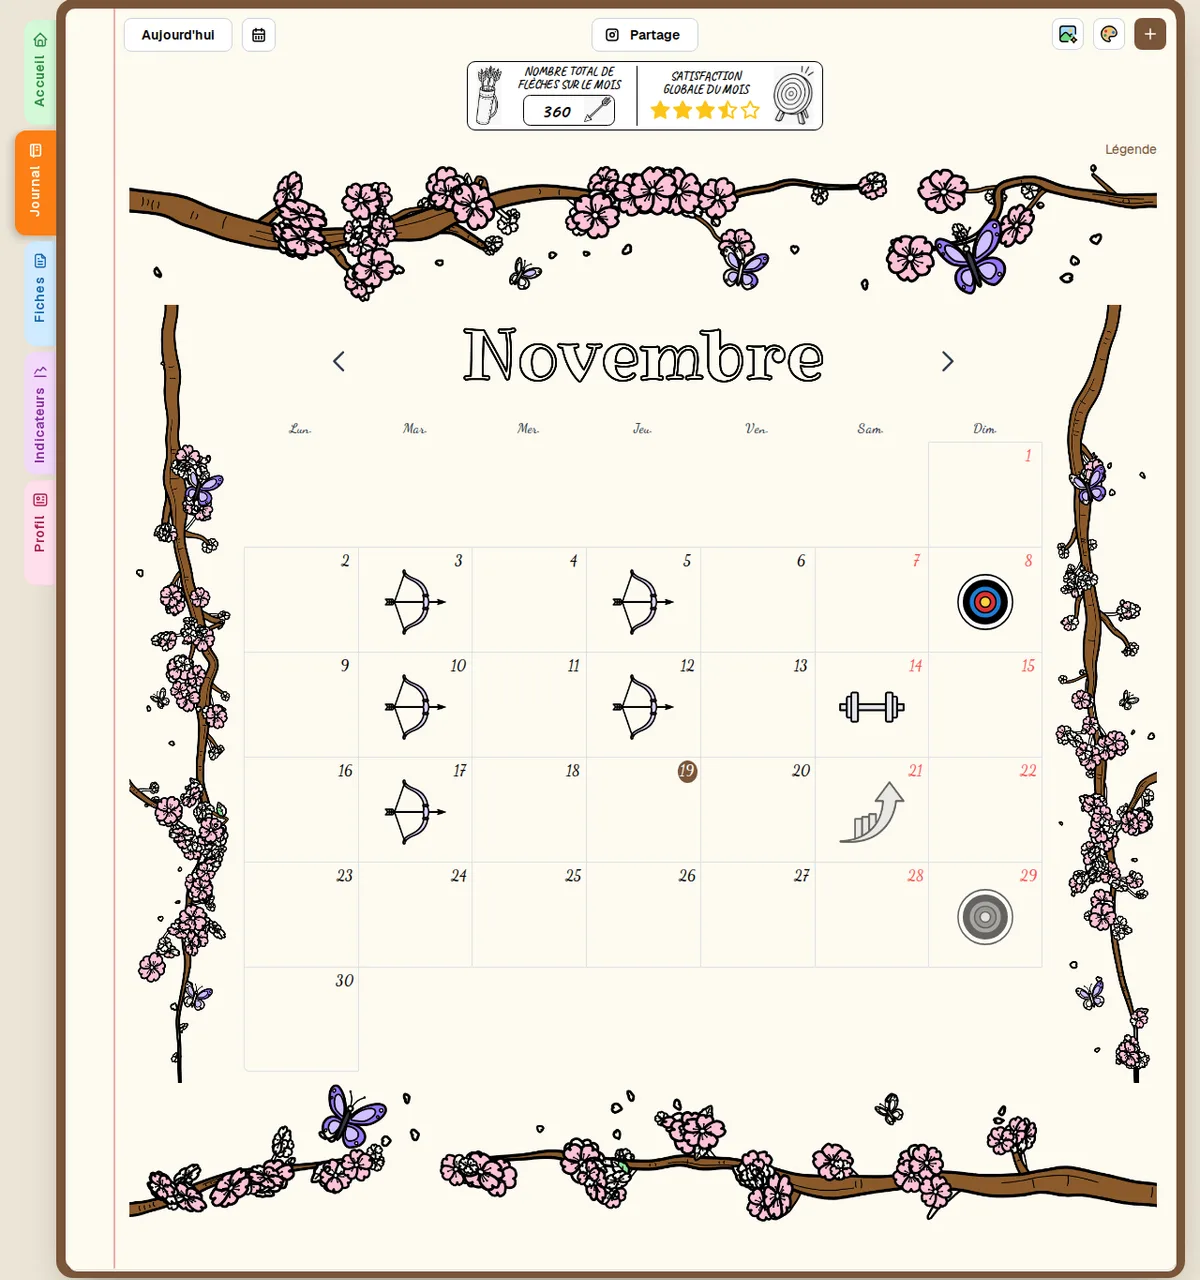 Aujourd'hui
Partage
NOMBRE TOTAL DE
FLÈCHES SUR LE MOIS
360
SATISFACTION
GLOBALE DU MOIS
Légende
Accueil
Journal
Fiches
Indicateurs
Profil
Novembre
Lun. Mar. Mer. Jeu. Ven. Sam. Dim.
1
2 3 4 5 6 7 8
9 10 11 12 13 14 15
16 17 18 19 20 21 22
23 24 25 26 27 28 29
30